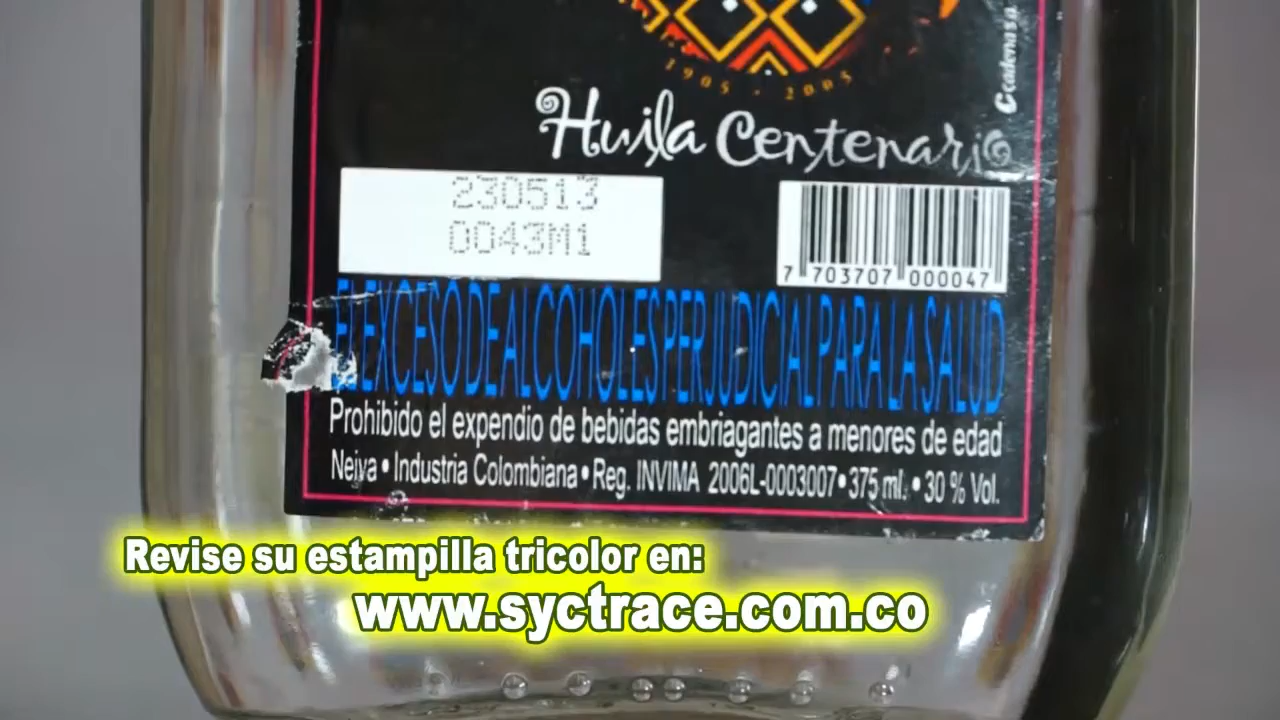 1905 - 2005
Huila Centenario
cadena s.a.
230513
0043M1
7 703707 000047
EL EXCESO DE ALCOHOL ES PERJUDICIAL PARA LA SALUD
Prohibido el expendio de bebidas embriagantes a menores de edad
Neiva • Industria Colombiana • Reg. INVIMA 2006L-0003007 • 375 ml. • 30 % Vol.
Revise su estampilla tricolor en:
www.syctrace.com.co